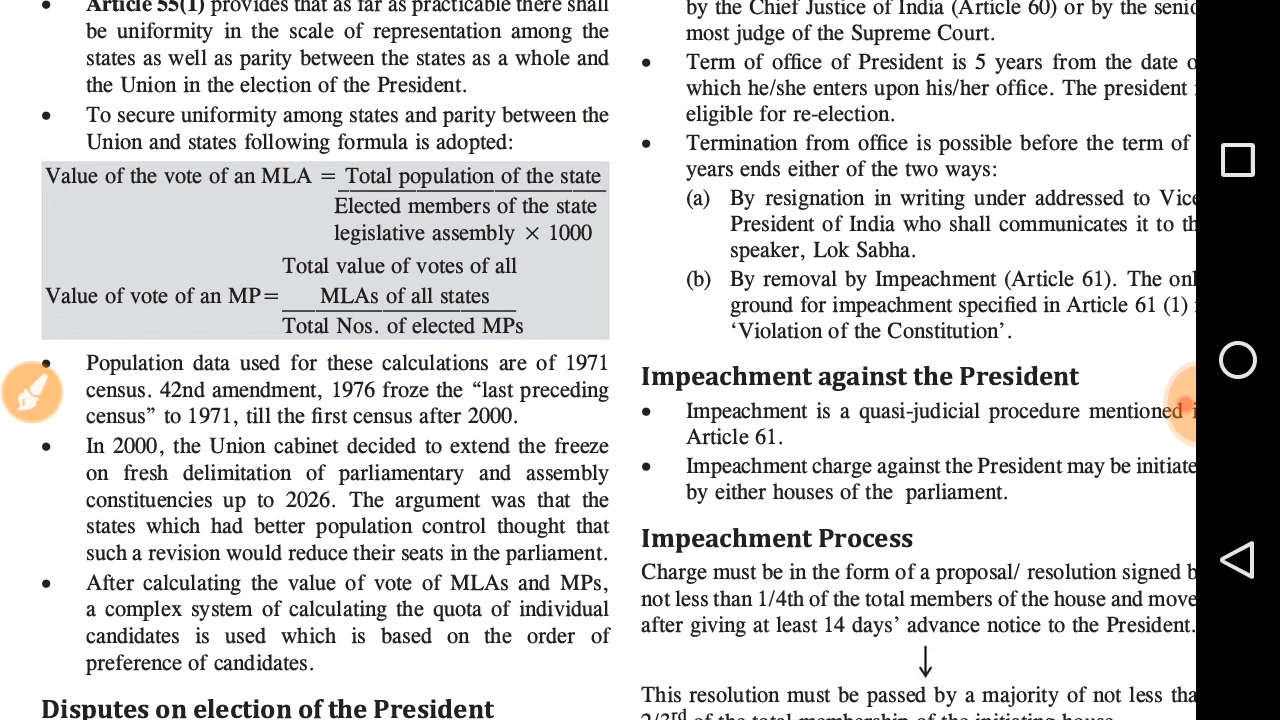 Article 55(1) provides that as far as practicable there shall
be uniformity in the scale of representation among the
states as well as parity between the states as a whole and
the Union in the election of the President.
• To secure uniformity among states and parity between the
Union and states following formula is adopted:
Value of the vote of an MLA = Total population of the state
Elected members of the state
legislative assembly × 1000
Total value of votes of all
Value of vote of an MP= MLAs of all states
Total Nos. of elected MPs
• Population data used for these calculations are of 1971
census. 42nd amendment, 1976 froze the “last preceding
census” to 1971, till the first census after 2000.
• In 2000, the Union cabinet decided to extend the freeze
on fresh delimitation of parliamentary and assembly
constituencies up to 2026. The argument was that the
states which had better population control thought that
such a revision would reduce their seats in the parliament.
• After calculating the value of vote of MLAs and MPs,
a complex system of calculating the quota of individual
candidates is used which is based on the order of
preference of candidates.
Disputes on election of the President
by the Chief Justice of India (Article 60) or by the
most judge of the Supreme Court.
• Term of office of President is 5 years from the date
which he/she enters upon his/her office. The president
eligible for re-election.
• Termination from office is possible before the term of
years ends either of the two ways:
(a) By resignation in writing under addressed to Vice
President of India who shall communicates it to
speaker, Lok Sabha.
(b) By removal by Impeachment (Article 61). The
ground for impeachment specified in Article 61 (1)
‘Violation of the Constitution’.
Impeachment against the President
• Impeachment is a quasi-judicial procedure mentioned
Article 61.
• Impeachment charge against the President may be
by either houses of the parliament.
Impeachment Process
Charge must be in the form of a proposal/ resolution signed
not less than 1/4th of the total members of the house and
after giving at least 14 days’ advance notice to the President.
This resolution must be passed by a majority of not less
2/3rd of the total membership of the initiating house